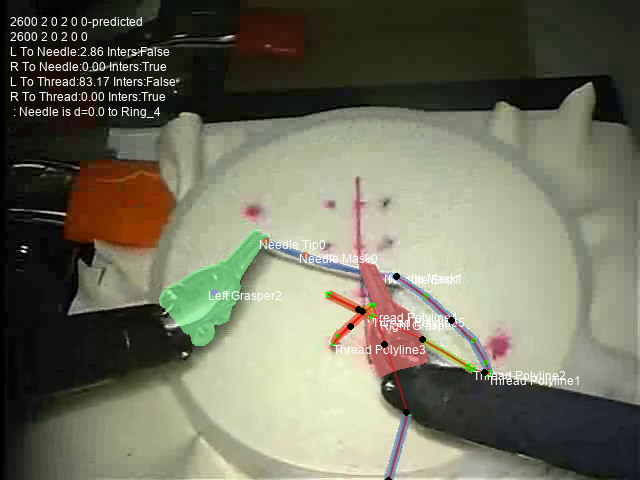 2600 2 0 2 0 0-predicted
2600 2 0 2 0 0
L To Needle:2.86 Inters:False
R To Needle:0.00 Inters:True
L To Thread:83.17 Inters:False
R To Thread:0.00 Inters:True
: Needle is d=0.0 to Ring_4
Needle Tip0
Needle Mask0
Left Grasper2
Right Grasper
Thread Polyline3
Thread Polyline2
Thread Polyline1